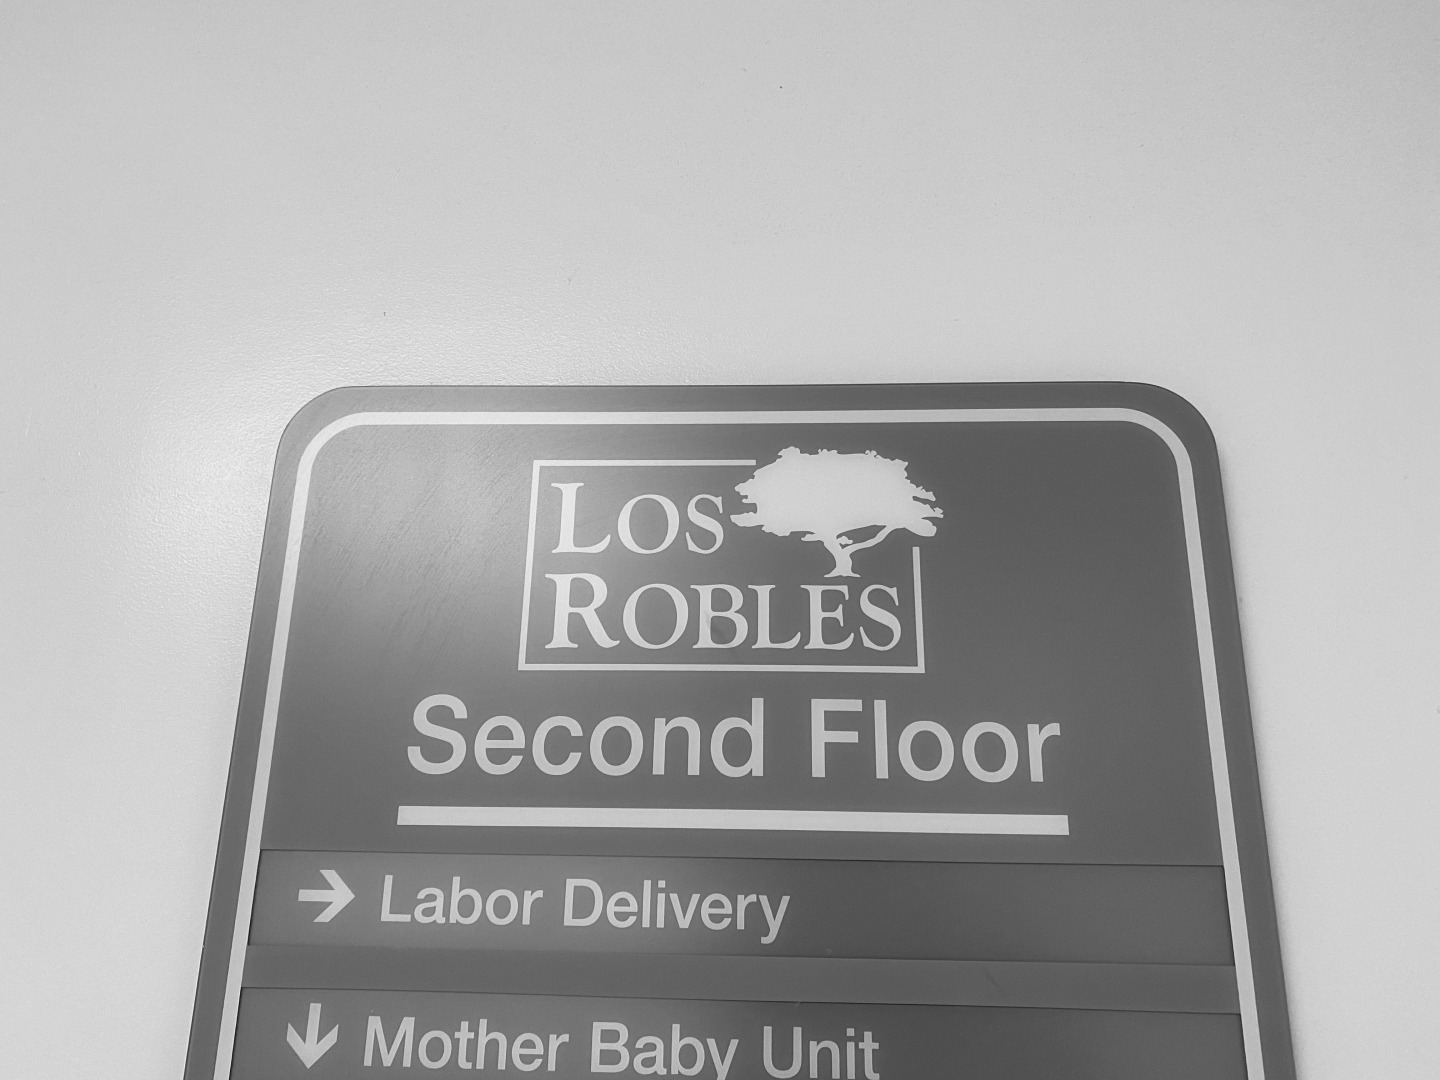 LOS
ROBLES
Second Floor
→ Labor Delivery
↓ Mother Baby Unit